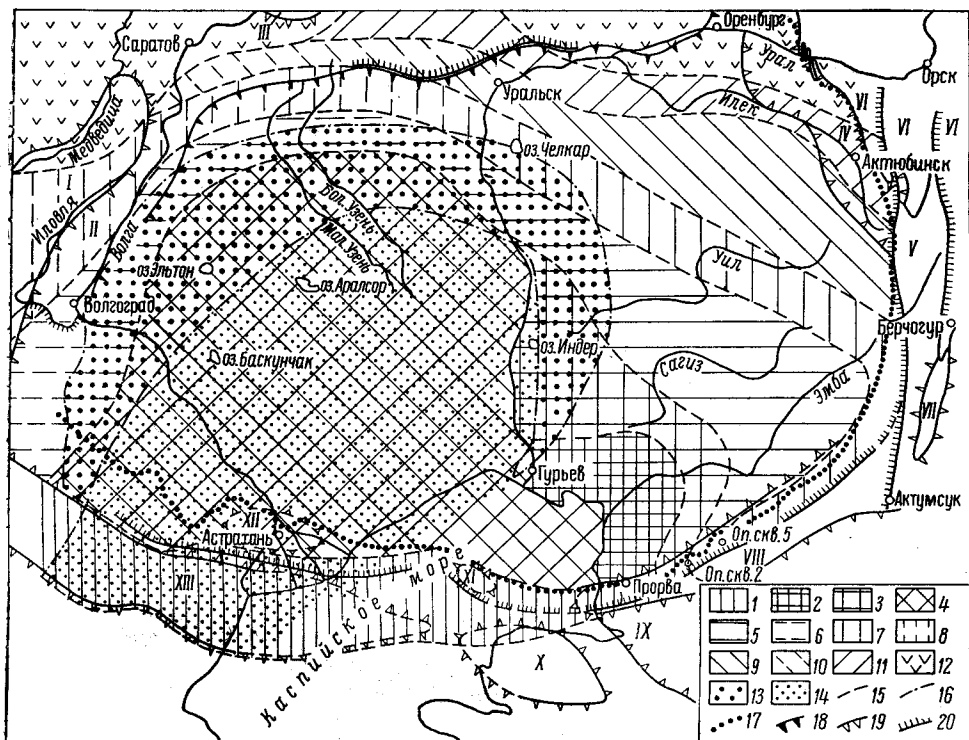 Оренбург
Саратов
III
Урал
Орск
Медведица
Уральск
Илек
VI
VI
VI
IV
оз. Челкар
Актюбинск
I
Иловля
II
Волга
Бол. Узень
Мал. Узень
V
оз. Эльтон
Уил
оз. Аралсор
Волгоград
Берчогур
оз. Баскунчак
оз. Индер
Сагиз
Эмба
VII
Гурьев
Актумсук
XII
Астрахань
Оп. скв. 5
VIII
XIII
XI
Прорва
Оп. скв. 2
IX
X
Каспийское море
1 2 3 4
5 6 7 8
9 10 11 12
13 14 15 16
17 18 19 20